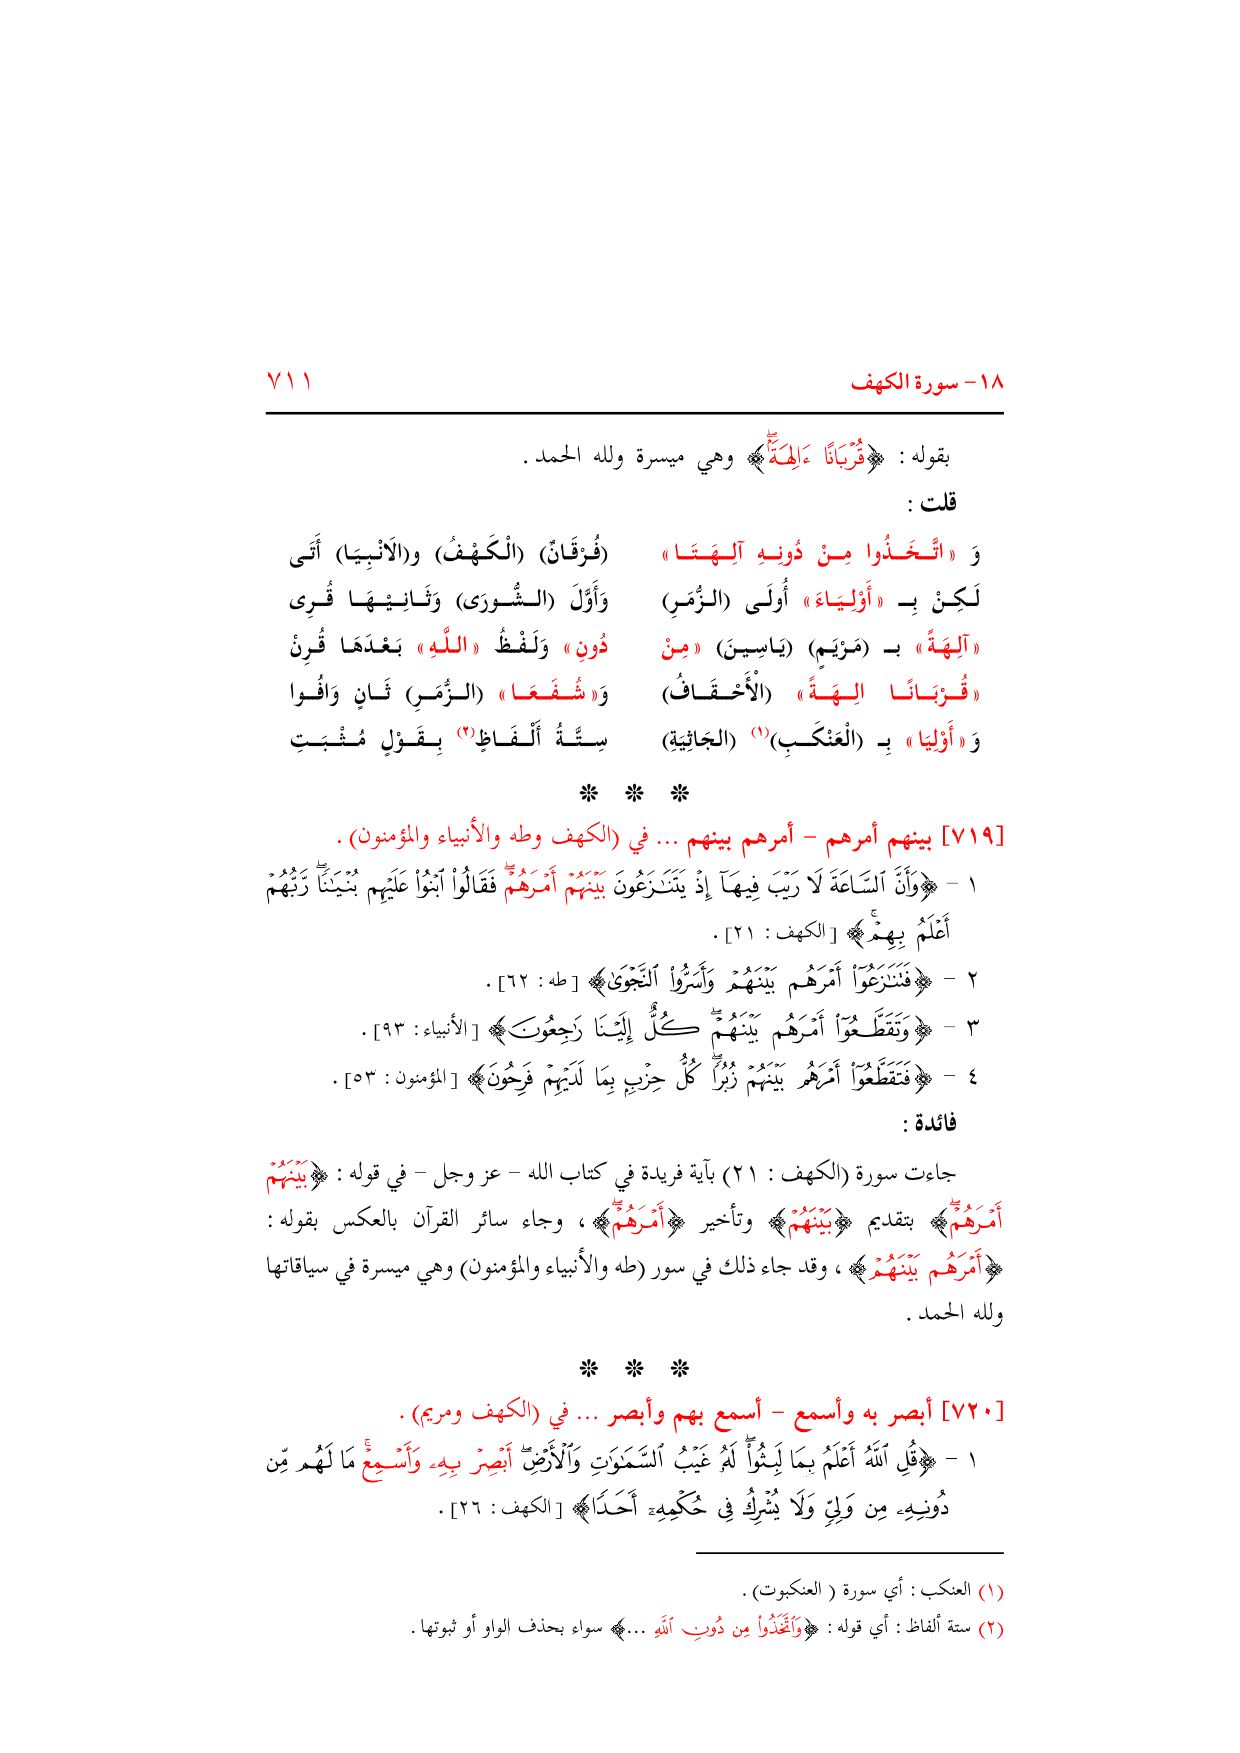 ١٨- سورة الكهف ٧١١
بقوله : ﴿قُرْبَانًا ءَالِهَةً﴾ وهي ميسرة ولله الحمد .
قلت :
وَ « اتَّخَذُوا مِنْ دُونِهِ آلِهَتَا » (فُرْقَانٌ) (الْكَهْفُ) و(الَانْبِيَا) أَتَى
لَكِنْ بِـ « أَوْلِيَاءَ » أُولَى (الزُّمَرِ) وَأَوَّلَ (الشُّورَى) وَثَانِيْهَا قُرِى
« آلِهَةً » بـ (مَرْيَمٍ) (يَاسِينَ) « مِنْ دُونِ » وَلَفْظُ « اللَّهِ » بَعْدَهَا قُرِنْ
« قُرْبَانًا الِهَةً » (الْأَحْقَافُ) وَ« شُفَعَا » (الزُّمَرِ) ثَانٍ وَافُوا
وَ « أَوْلِيَا » بِـ (الْعَنْكَبِ)(١) (الجَاثِيَةِ) سِتَّةُ أَلْفَاظٍ(٢) بِقَوْلٍ مُثْبَتِ
❊ ❊ ❊
[٧١٩] بينهم أمرهم - أمرهم بينهم ... في (الكهف وطه والأنبياء والمؤمنون) .
١ - ﴿وَأَنَّ ٱلسَّاعَةَ لَا رَيْبَ فِيهَآ إِذْ يَتَنَٰزَعُونَ بَيْنَهُمْ أَمْرَهُمْۖ فَقَالُوا۟ ٱبْنُوا۟ عَلَيْهِم بُنْيَٰنًاۖ رَّبُّهُمْ
أَعْلَمُ بِهِمْۚ﴾ [الكهف : ٢١] .
٢ - ﴿فَتَنَٰزَعُوٓا۟ أَمْرَهُم بَيْنَهُمْ وَأَسَرُّوا۟ ٱلنَّجْوَىٰ﴾ [طه : ٦٢] .
٣ - ﴿وَتَقَطَّعُوٓا۟ أَمْرَهُم بَيْنَهُمْۖ كُلٌّ إِلَيْنَا رَٰجِعُونَ﴾ [الأنبياء : ٩٣] .
٤ - ﴿فَتَقَطَّعُوٓا۟ أَمْرَهُم بَيْنَهُمْ زُبُرًاۖ كُلُّ حِزْبٍۭ بِمَا لَدَيْهِمْ فَرِحُونَ﴾ [المؤمنون : ٥٣] .
فائدة :
جاءت سورة (الكهف : ٢١) بآية فريدة في كتاب الله - عز وجل - في قوله : ﴿بَيْنَهُمْ
أَمْرَهُمْۖ﴾ بتقديم ﴿بَيْنَهُمْ﴾ وتأخير ﴿أَمْرَهُمْۖ﴾ ، وجاء سائر القرآن بالعكس بقوله :
﴿أَمْرَهُم بَيْنَهُمْ﴾ ، وقد جاء ذلك في سور (طه والأنبياء والمؤمنون) وهي ميسرة في سياقاتها
ولله الحمد .
❊ ❊ ❊
[٧٢٠] أبصر به وأسمع - أسمع بهم وأبصر ... في (الكهف ومريم) .
١ - ﴿قُلِ ٱللَّهُ أَعْلَمُ بِمَا لَبِثُوا۟ۖ لَهُۥ غَيْبُ ٱلسَّمَٰوَٰتِ وَٱلْأَرْضِۖ أَبْصِرْ بِهِۦ وَأَسْمِعْۚ مَا لَهُم مِّن
دُونِهِۦ مِن وَلِىٍّ وَلَا يُشْرِكُ فِى حُكْمِهِۦٓ أَحَدًا﴾ [الكهف : ٢٦] .
(١) العنكب : أي سورة ( العنكبوت) .
(٢) ستة ألفاظ : أي قوله : ﴿وَٱتَّخَذُوا۟ مِن دُونِ ٱللَّهِ ...﴾ سواء بحذف الواو أو ثبوتها .